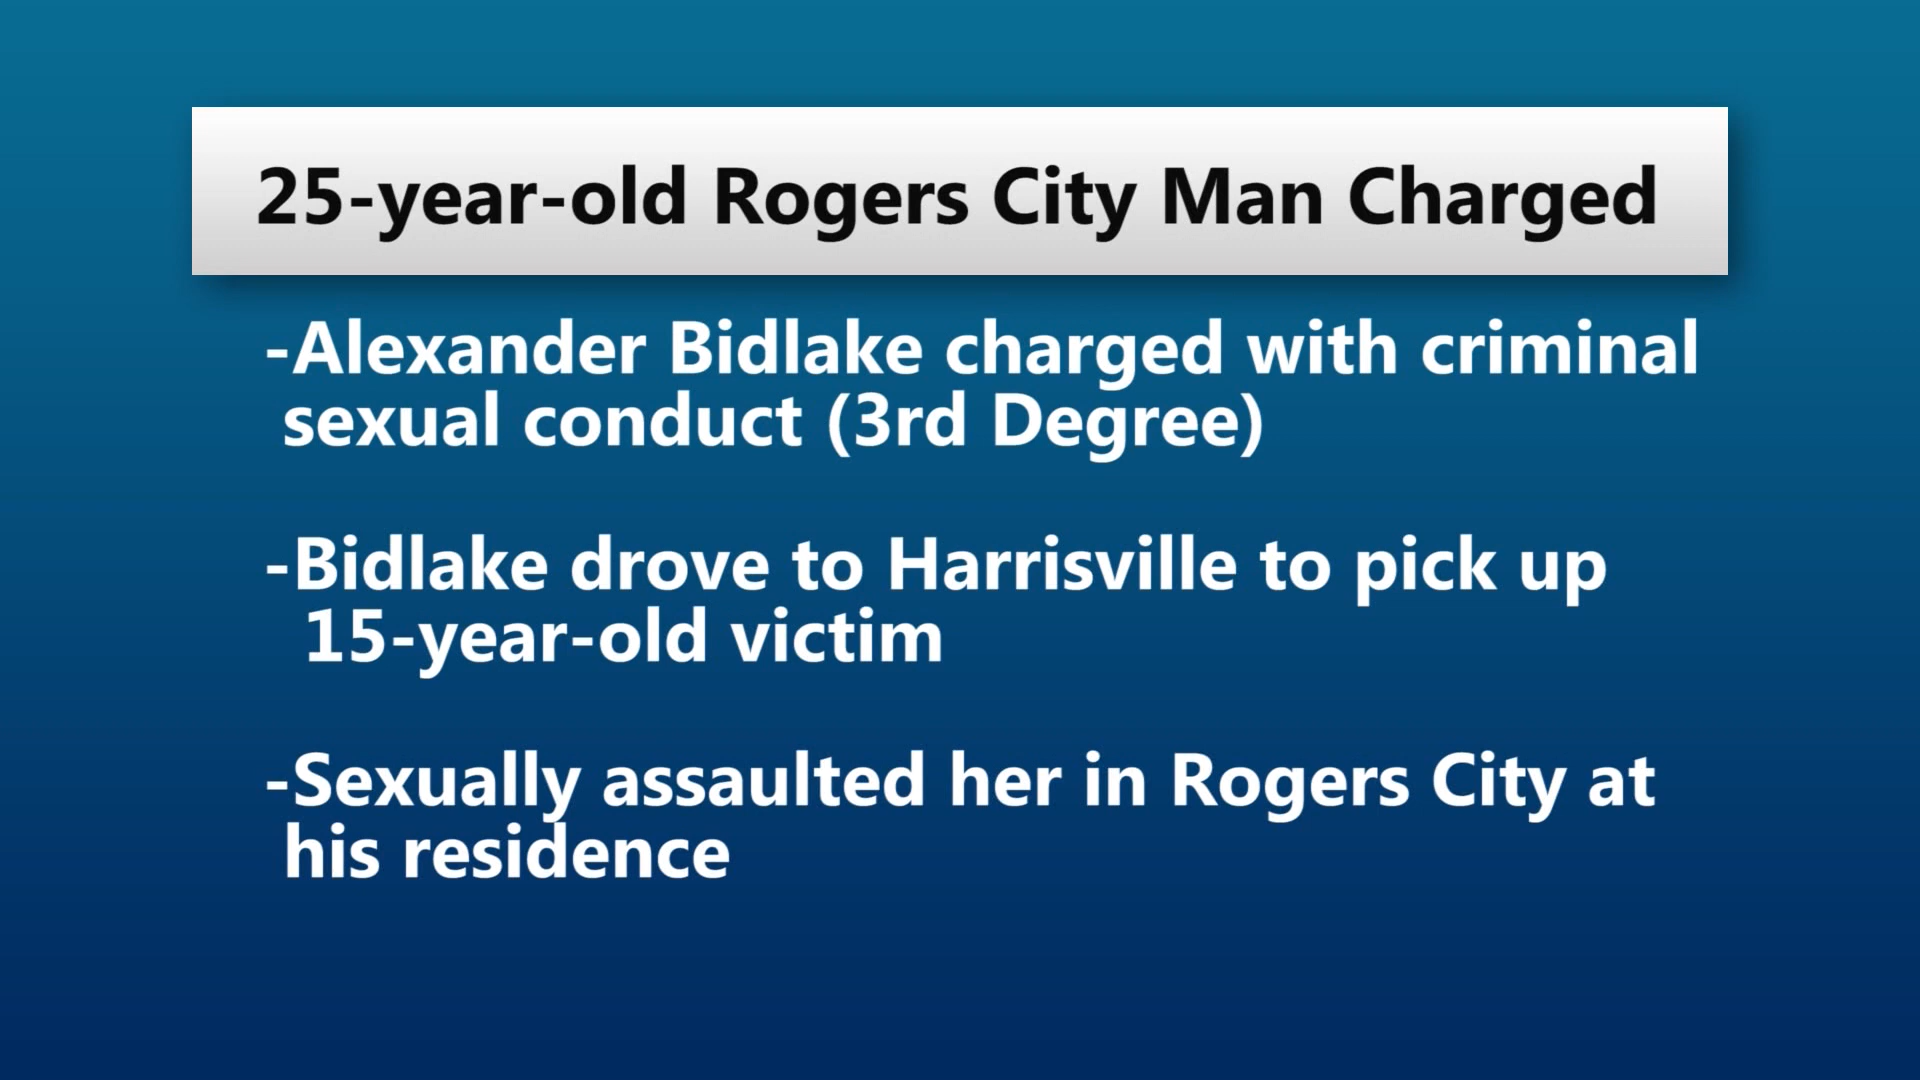 25-year-old Rogers City Man Charged
-Alexander Bidlake charged with criminal
sexual conduct (3rd Degree)
-Bidlake drove to Harrisville to pick up
15-year-old victim
-Sexually assaulted her in Rogers City at
his residence